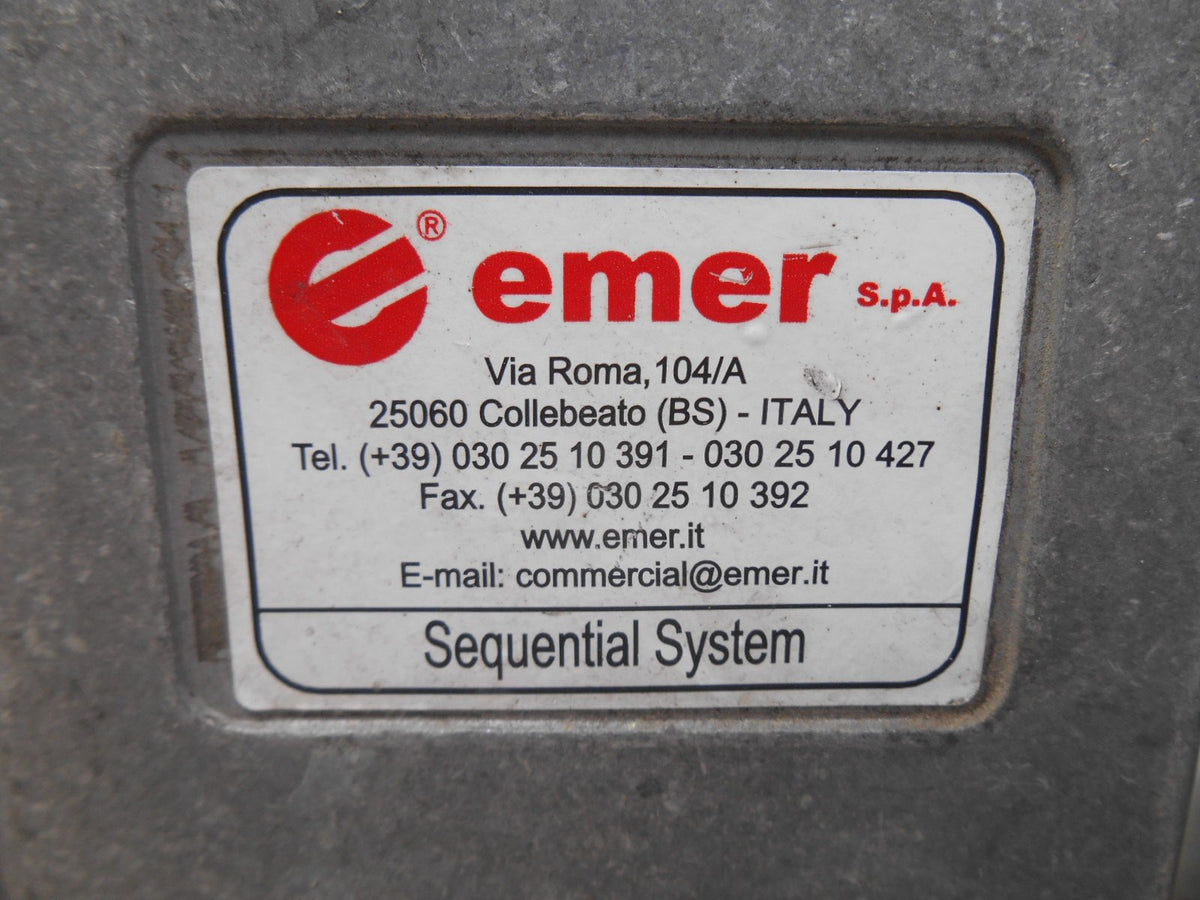 ® emer S.p.A.
Via Roma,104/A
25060 Collebeato (BS) - ITALY
Tel. (+39) 030 25 10 391 - 030 25 10 427
Fax. (+39) 030 25 10 392
www.emer.it
E-mail: commercial@emer.it
Sequential System